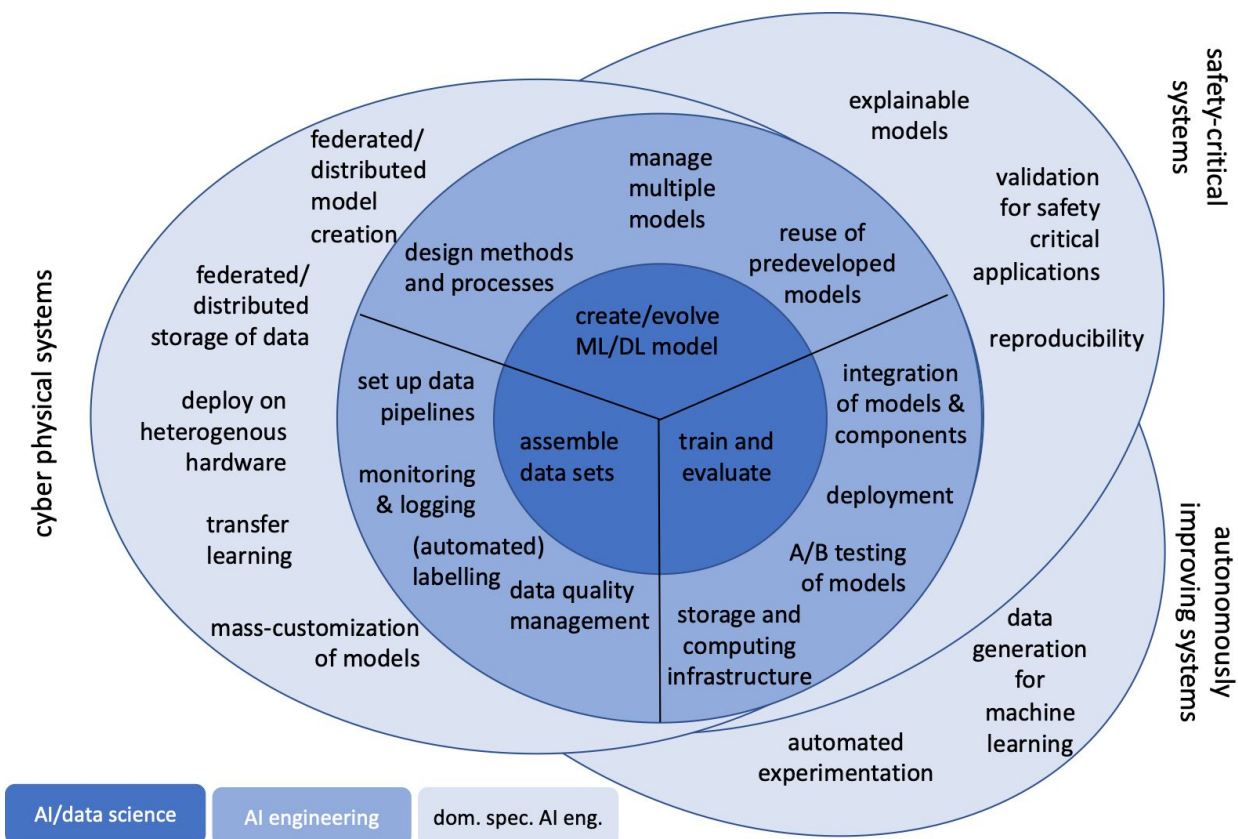 safety-critical
systems
explainable
models
federated/
distributed
model
creation
manage
multiple
models
validation
for safety
critical
applications
design methods
and processes
reuse of
predeveloped
models
federated/
distributed
storage of data
create/evolve
ML/DL model
reproducibility
cyber physical systems
set up data
pipelines
integration
of models &
components
deploy on
heterogenous
hardware
assemble
data sets
train and
evaluate
monitoring
& logging
deployment
transfer
learning
(automated)
labelling
A/B testing
of models
data quality
management
autonomously
improving systems
mass-customization
of models
storage and
computing
infrastructure
data
generation
for
machine
learning
automated
experimentation
AI/data science
AI engineering
dom. spec. AI eng.